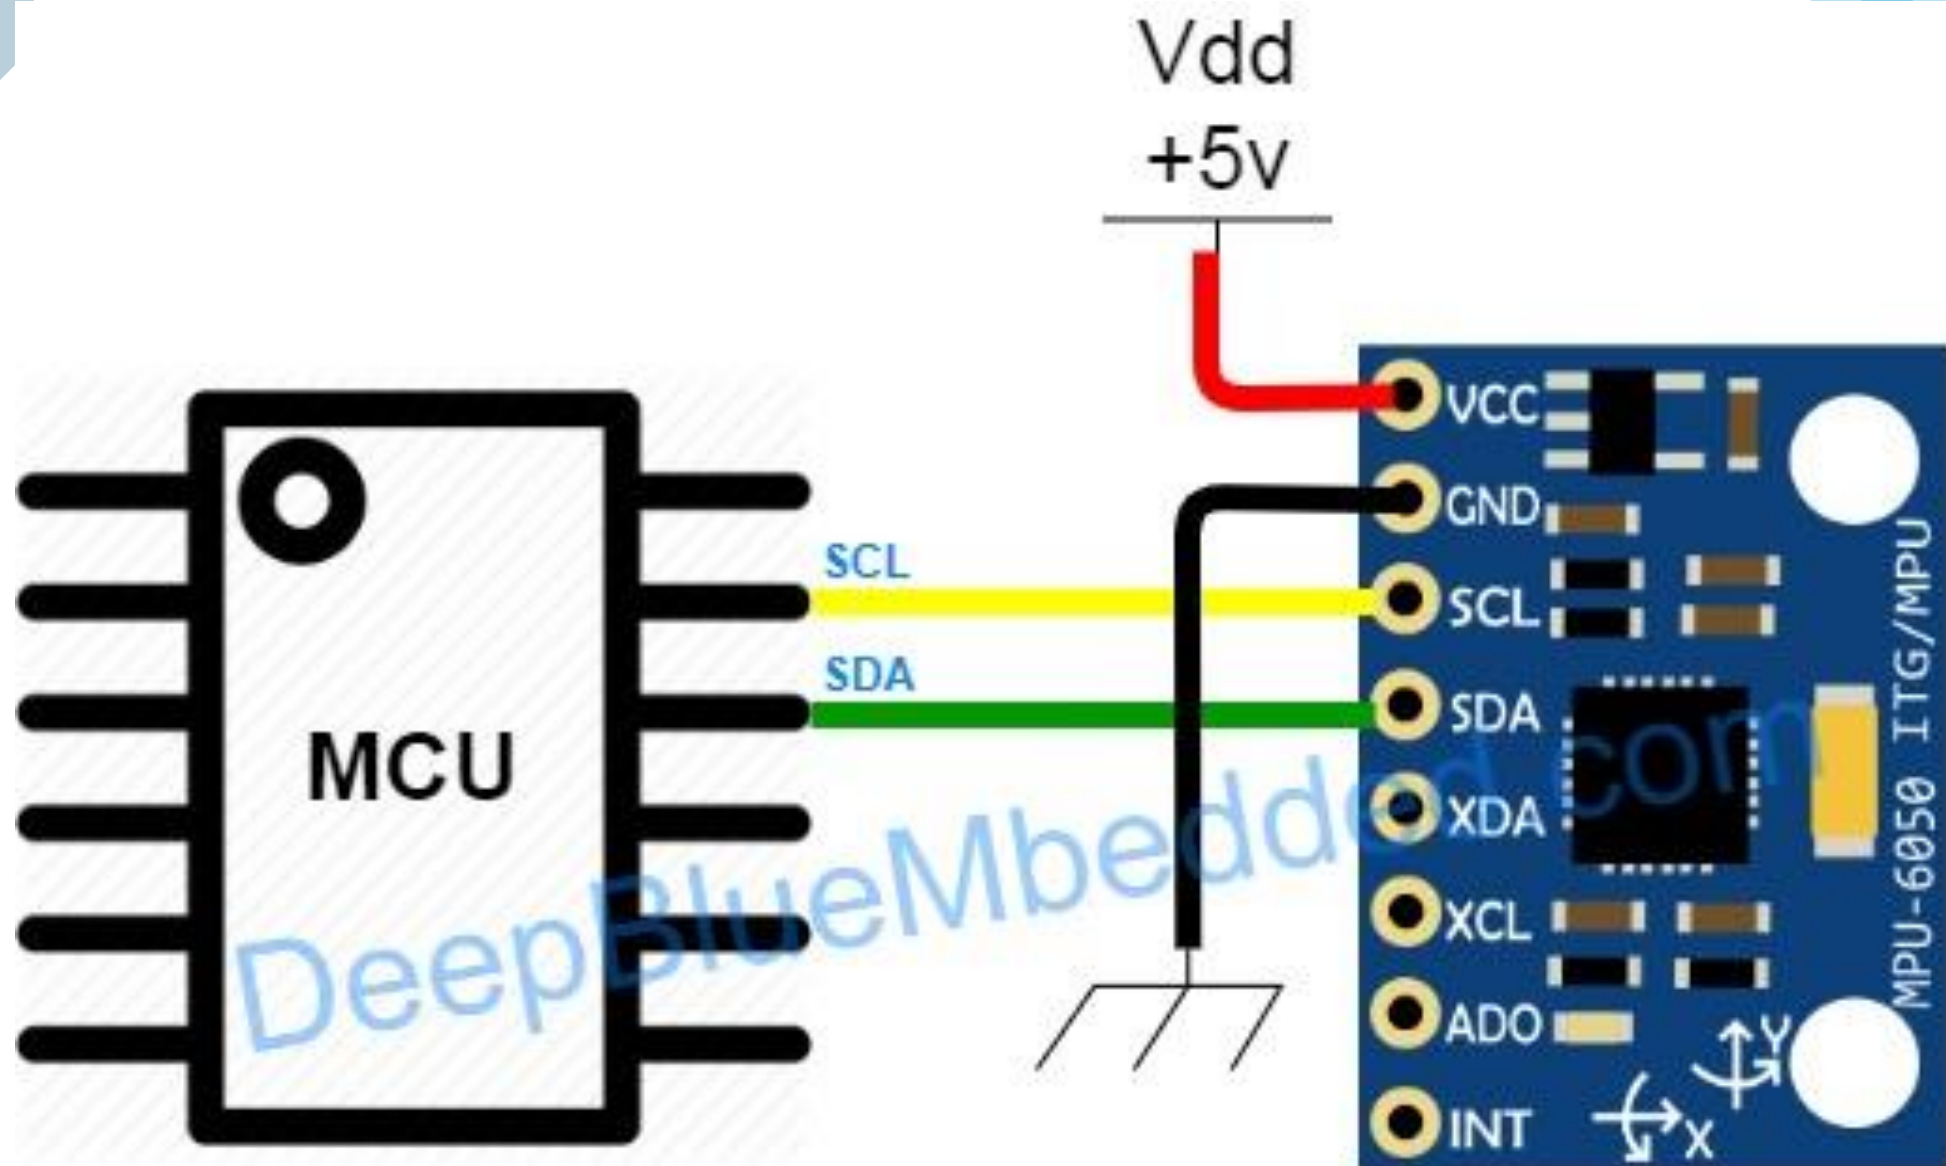 Vdd
+5v
VCC
GND
SCL
SCL
SDA
SDA
MCU
XDA
XCL
ADO
INT
Y
X
MPU-6050 ITG/MPU
DeepBlueMbedded.com